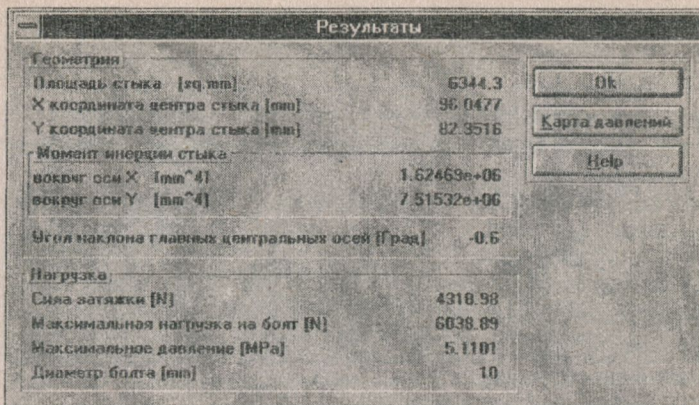 Результаты
Геометрия
Площадь стыка [sq.mm] 6344.3
X координата центра стыка [mm] 96.0477
Y координата центра стыка [mm] 82.3516
Момент инерции стыка
вокруг оси X [mm^4] 1.62469e+06
вокруг оси Y [mm^4] 7.51532e+06
Угол наклона главных центральных осей [Град] -0.6
Нагрузка
Сила затяжки [N] 4318.98
Максимальная нагрузка на болт [N] 6038.89
Максимальное давление [MPa] 5.1101
Диаметр болта [mm] 10
Ok
Карта давлений
Help